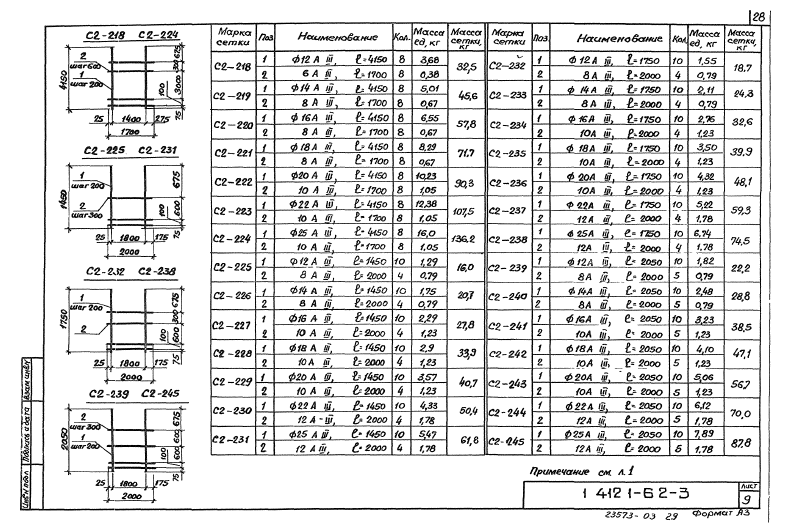 28
С2-218 С2-224
2
шаг 600
1
шаг 200
4150
300 675
100
3000
75
25 1400 275
1700
С2-225 С2-231
1
шаг 200
2
шаг 300
1450
675
100
600
75
25 1800 175
2000
С2-232 С2-238
1
шаг 200
2
1750
300 675
100
600
75
25 1800 175
2000
С2-239 С2-245
2
шаг 300
1
шаг 200
2050
675
600
100
600
75
25 1800 175
2000
Марка сетки Поз Наименование Кол. Масса ед, кг Масса сетки, кг
С2-218 1 Ф12 А III, ℓ=4150 8 3,68 32,5
2 6 А III, ℓ=1700 8 0,38
С2-219 1 Ф14 А III, ℓ=4150 8 5,01 45,6
2 8 А III, ℓ=1700 8 0,67
С2-220 1 Ф16 А III, ℓ=4150 8 6,55 57,8
2 8 А III, ℓ=1700 8 0,67
С2-221 1 Ф18 А III, ℓ=4150 8 8,29 71,7
2 8 А III, ℓ=1700 8 0,67
С2-222 1 Ф20 А III, ℓ=4150 8 10,23 90,3
2 10 А III, ℓ=1700 8 1,05
С2-223 1 Ф22 А III, ℓ=4150 8 12,38 107,5
2 10 А III, ℓ=1700 8 1,05
С2-224 1 Ф25 А III, ℓ=4150 8 16,0 136,2
2 10 А III, ℓ=1700 8 1,05
С2-225 1 Ф12 А III, ℓ=1450 10 1,29 16,0
2 8 А III, ℓ=2000 4 0,79
С2-226 1 Ф14 А III, ℓ=1450 10 1,75 20,7
2 8 А III, ℓ=2000 4 0,79
С2-227 1 Ф16 А III, ℓ=1450 10 2,29 27,8
2 10 А III, ℓ=2000 4 1,23
С2-228 1 Ф18 А III, ℓ=1450 10 2,9 33,9
2 10 А III, ℓ=2000 4 1,23
С2-229 1 Ф20 А III, ℓ=1450 10 3,57 40,7
2 10 А III, ℓ=2000 4 1,23
С2-230 1 Ф22 А III, ℓ=1450 10 4,33 50,4
2 12 А-III, ℓ=2000 4 1,78
С2-231 1 Ф25 А III, ℓ=1450 10 5,47 61,8
2 12 А III, ℓ=2000 4 1,78
Марка сетки Поз. Наименование Кол. Масса ед, кг Масса сетки кг
С2-232 1 Ф12 А III, ℓ=1750 10 1,55 18,7
2 8 А III, ℓ=2000 4 0,79
С2-233 1 Ф14 А III, ℓ=1750 10 2,11 24,3
2 8 А III, ℓ=2000 4 0,79
С2-234 1 Ф16 А III, ℓ=1750 10 2,76 32,6
2 10А III, ℓ=2000 4 1,23
С2-235 1 Ф18А III, ℓ=1750 10 3,50 39,9
2 10А III, ℓ=2000 4 1,23
С2-236 1 Ф20А III, ℓ=1750 10 4,32 48,1
2 10А III, ℓ=2000 4 1,23
С2-237 1 Ф22А III, ℓ=1750 10 5,22 59,3
2 12А III, ℓ=2000 4 1,78
С2-238 1 Ф25А III, ℓ=1750 10 6,74 74,5
2 12А III, ℓ=2000 4 1,78
С2-239 1 Ф12А III, ℓ=2050 10 1,82 22,2
2 8А III, ℓ=2000 5 0,79
С2-240 1 Ф14А III, ℓ=2050 10 2,48 28,8
2 8А III, ℓ=2000 5 0,79
С2-241 1 Ф16А III, ℓ=2050 10 3,23 38,5
2 10А III, ℓ=2000 5 1,23
С2-242 1 Ф18А III, ℓ=2050 10 4,10 47,1
2 10А III, ℓ=2000 5 1,23
С2-243 1 Ф20А III, ℓ=2050 10 5,06 56,7
2 10А III, ℓ=2000 5 1,23
С2-244 1 Ф22А III, ℓ=2050 10 6,12 70,0
2 12А III, ℓ=2000 5 1,78
С2-245 1 Ф25А III, ℓ=2050 10 7,89 87,8
2 12А III, ℓ=2000 5 1,78
Примечание см. л.1
1 412 1-Б 2-3
Лист
9
23573-03 29 Формат А3
Инв.№ подл. Подпись и дата Взам. инв.№